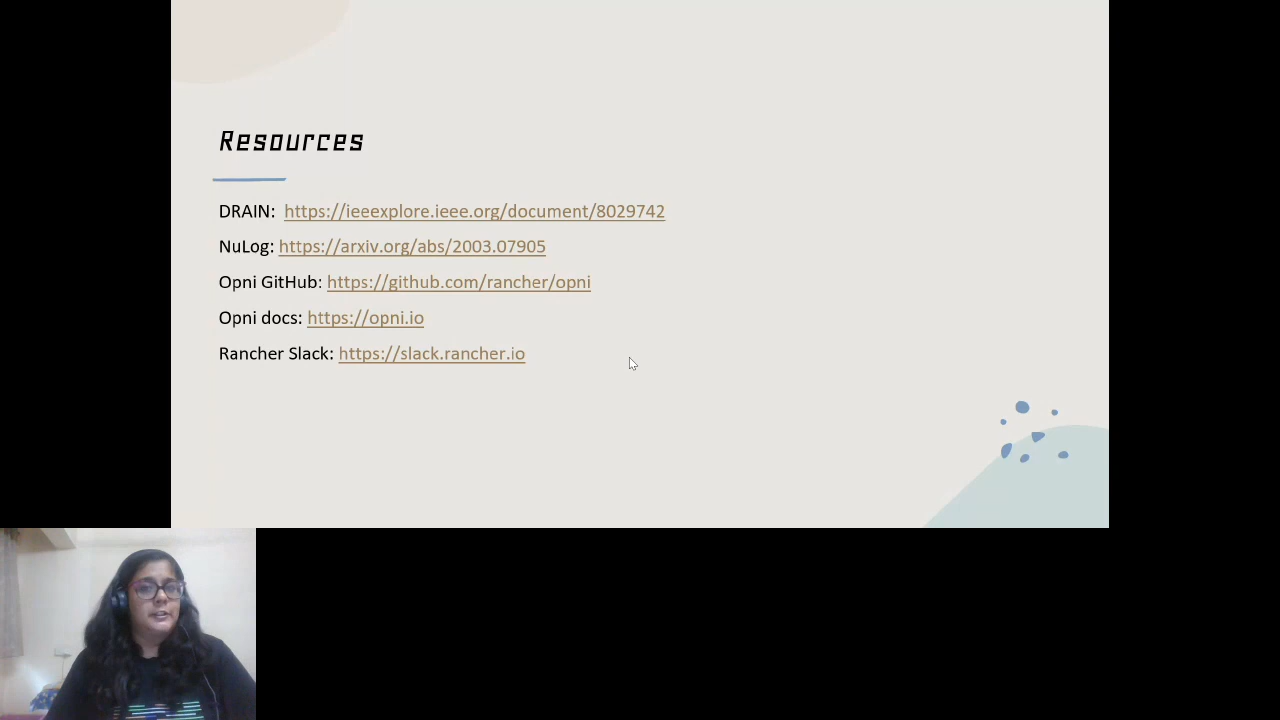 Resources
DRAIN: https://ieeexplore.ieee.org/document/8029742
NuLog: https://arxiv.org/abs/2003.07905
Opni GitHub: https://github.com/rancher/opni
Opni docs: https://opni.io
Rancher Slack: https://slack.rancher.io